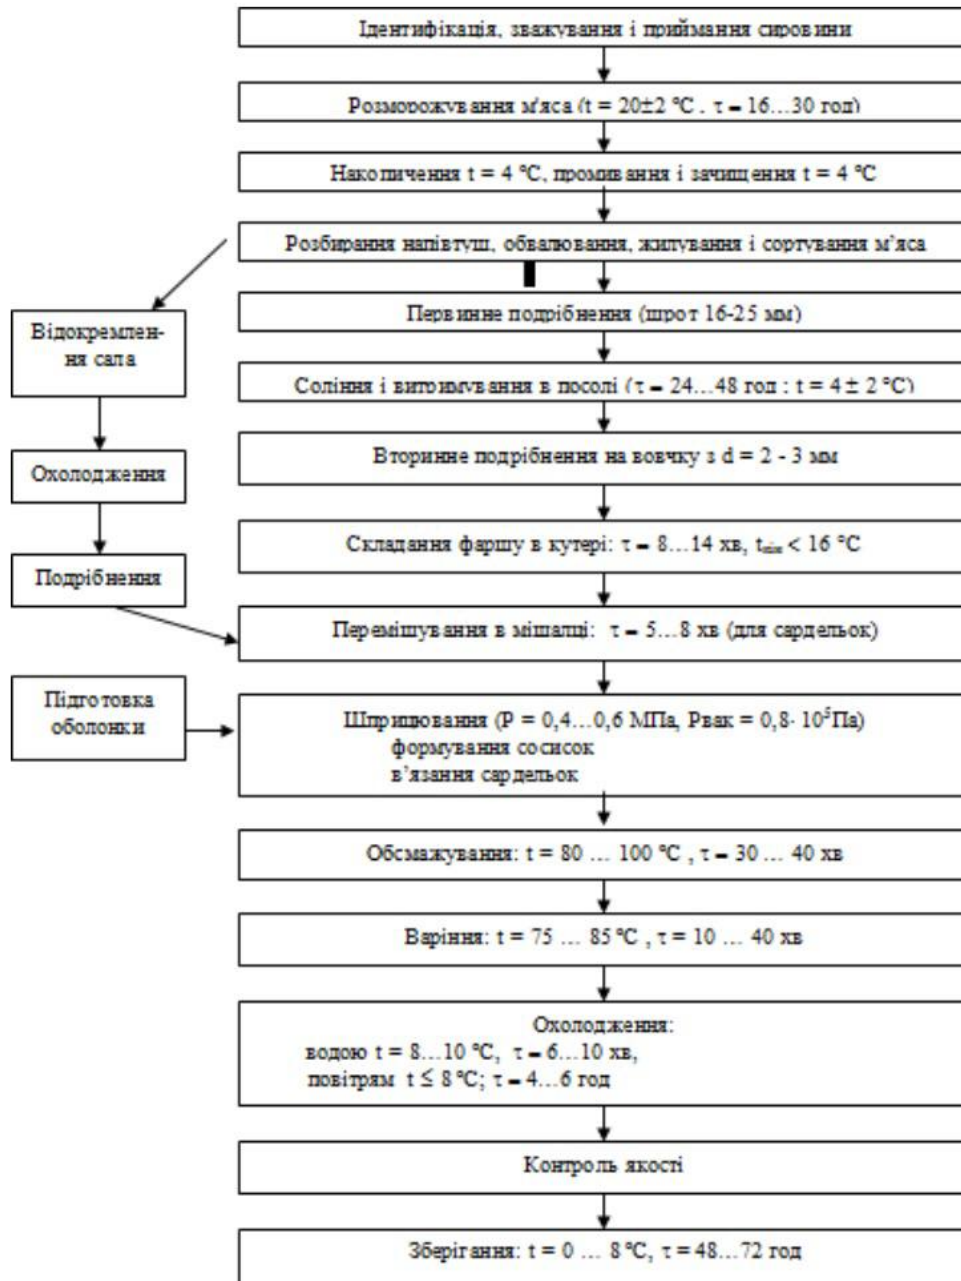 Ідентифікація, зважування і приймання сировини
Розморожування м'яса (t = 20±2 °С , τ = 16…30 год)
Накопичення t = 4 °С, промивання і зачищення t = 4 °С
Розбирання напівтуш, обвалювання, жилування і сортування м'яса
Відокремлен-
ня сала
Первинне подрібнення (шрот 16-25 мм)
Соління і витримування в посолі (τ = 24…48 год ; t = 4 ± 2 °С)
Вторинне подрібнення на вовчку з d = 2 - 3 мм
Охолодження
Складання фаршу в кутері: τ = 8…14 хв, t < 16 °С
Подрібнення
Перемішування в мішалці: τ = 5…8 хв (для сардельок)
Підготовка
оболонки
Шприцювання (Р = 0,4…0,6 МПа, Рвак = 0,8· 10⁵Па)
формування сосисок
в'язання сардельок
Обсмажування: t = 80 … 100 °С , τ = 30 … 40 хв
Варіння: t = 75 … 85 °С , τ = 10 … 40 хв
Охолодження:
водою t = 8…10 °С, τ = 6…10 хв,
повітрям t ≤ 8 °С; τ = 4…6 год
Контроль якості
Зберігання: t = 0 … 8 °С, τ = 48…72 год